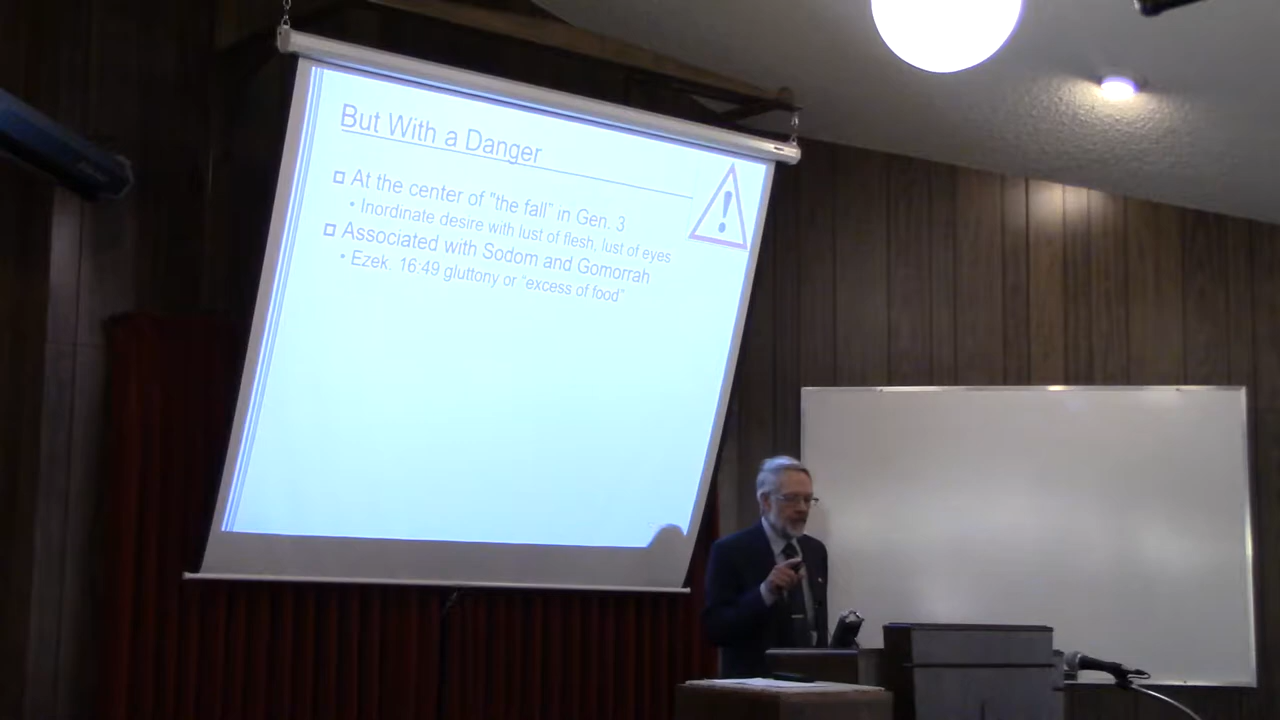 But With a Danger
At the center of "the fall" in Gen. 3
• Inordinate desire with lust of flesh, lust of eyes
Associated with Sodom and Gomorrah
• Ezek. 16:49 gluttony or "excess of food"